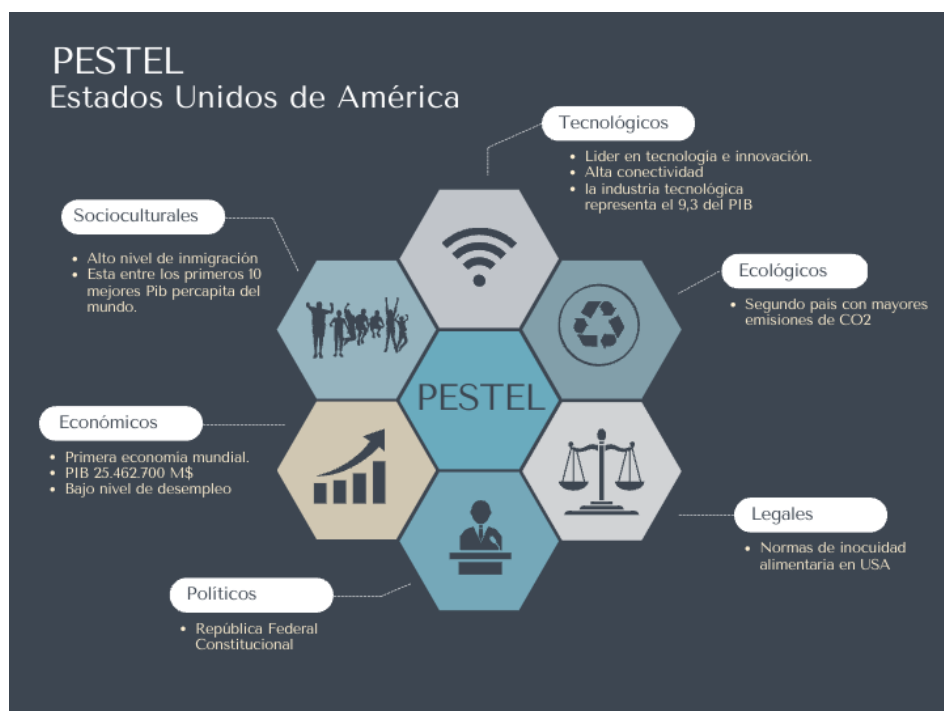 PESTEL
Estados Unidos de América
Tecnológicos
• Lider en tecnologia e innovación.
• Alta conectividad
• la industria tecnológica
representa el 9,3 del PIB
Socioculturales
• Alto nivel de inmigración
• Esta entre los primeros 10
mejores Pib percapita del
mundo.
Ecológicos
• Segundo pais con mayores
emisiones de CO2
PESTEL
Económicos
• Primera economia mundial.
• PIB 25.462.700 M$
• Bajo nivel de desempleo
Legales
• Normas de inocuidad
alimentaria en USA
Políticos
• República Federal
Constitucional